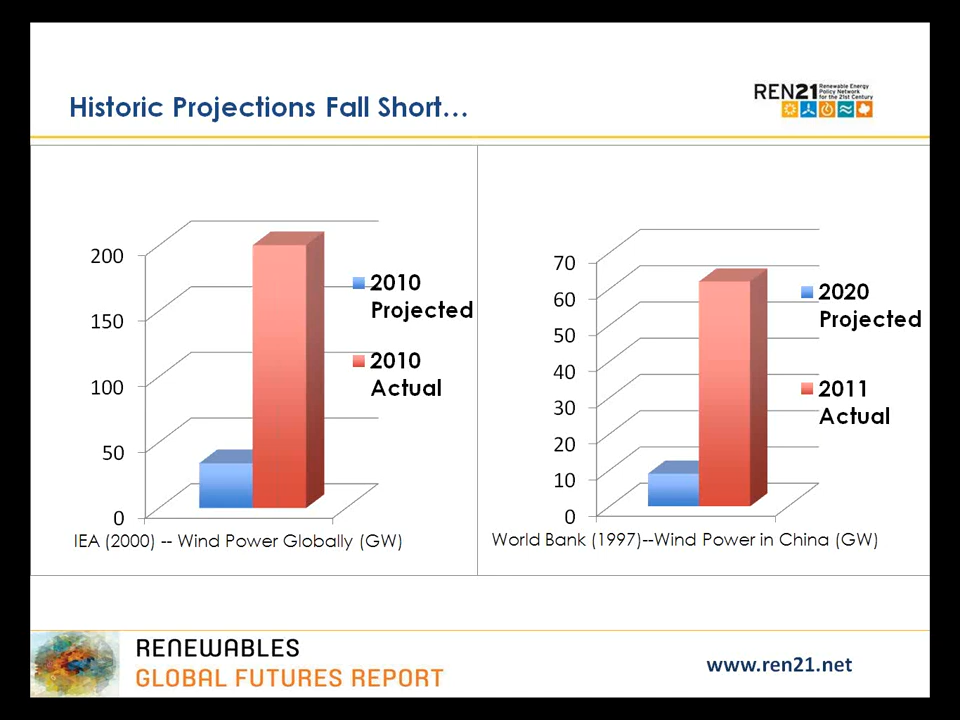 Historic Projections Fall Short…
REN21
Renewable Energy
Policy Network
for the 21st Century
200
150
100
50
0
2010
Projected
2010
Actual
IEA (2000) -- Wind Power Globally (GW)
70
60
50
40
30
20
10
0
2020
Projected
2011
Actual
World Bank (1997)--Wind Power in China (GW)
RENEWABLES
GLOBAL FUTURES REPORT
www.ren21.net